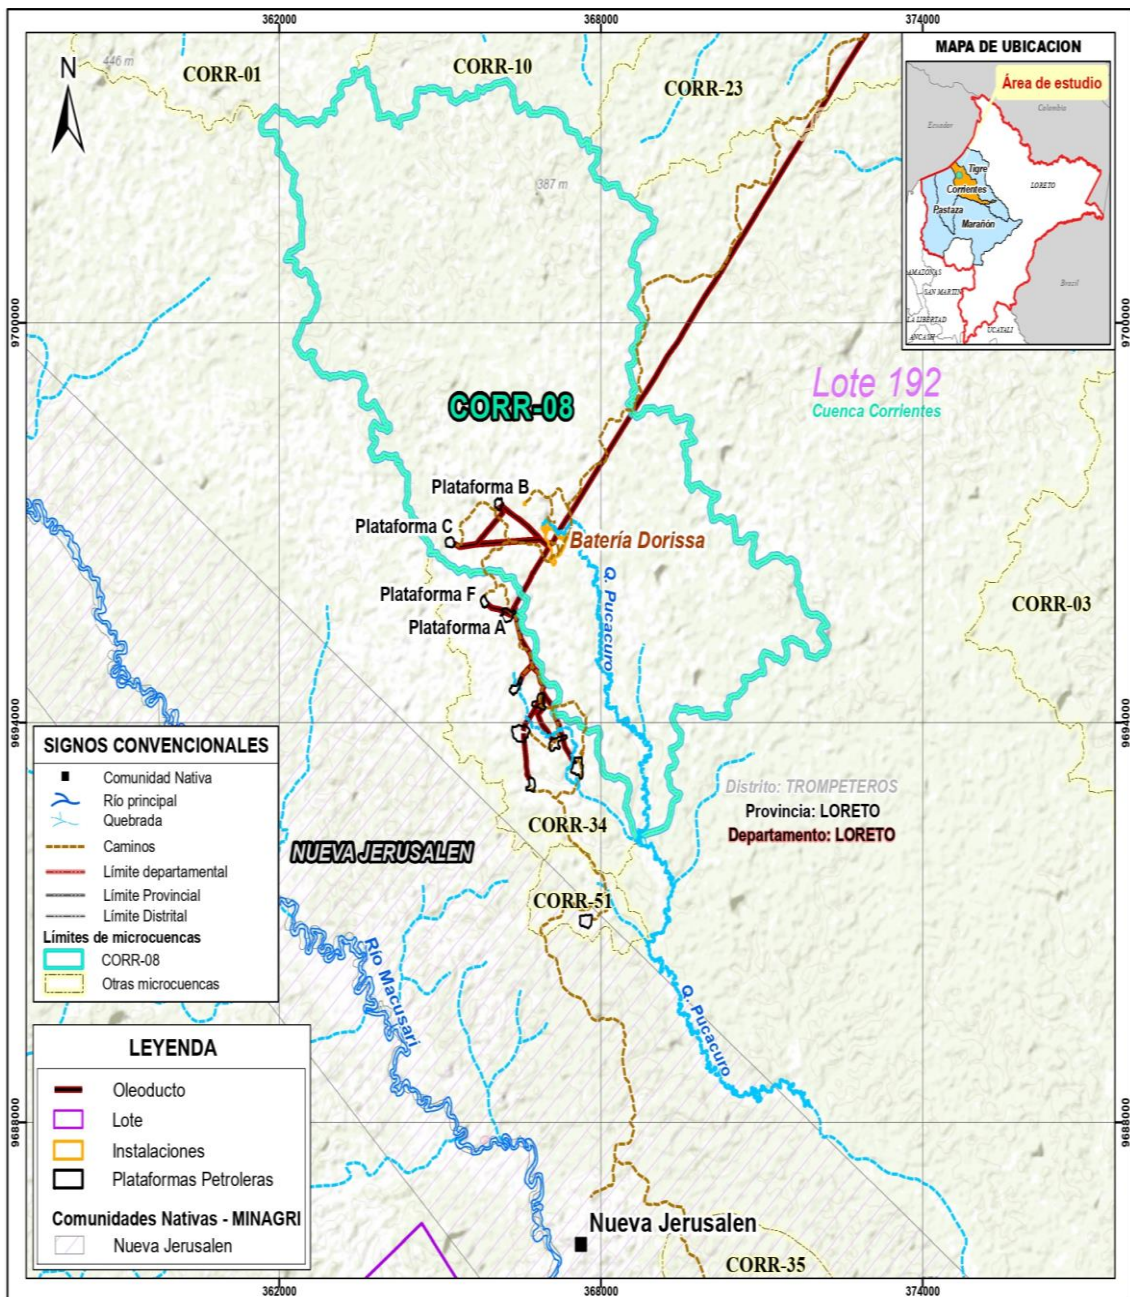 362000
368000
374000
N
446 m
CORR-01
CORR-10
CORR-23
387 m
MAPA DE UBICACION
Área de estudio
Colombia
Ecuador
Tigre
LORETO
Corrientes
Pastaza
Marañón
AMAZONAS
SAN MARTIN
Brazil
LA LIBERTAD
UCAYALI
ANCASH
9700000
9700000
Lote 192
Cuenca Corrientes
CORR-08
Plataforma B
Plataforma C
Batería Dorissa
Q. Pucacuro
Plataforma F
Plataforma A
CORR-03
9694000
9694000
SIGNOS CONVENCIONALES
Comunidad Nativa
Río principal
Quebrada
Caminos
Límite departamental
Límite Provincial
Límite Distrital
Límites de microcuencas
CORR-08
Otras microcuencas
Distrito: TROMPETEROS
Provincia: LORETO
Departamento: LORETO
CORR-34
NUEVA JERUSALEN
CORR-51
Río Macusari
Q. Pucacuro
LEYENDA
Oleoducto
Lote
Instalaciones
Plataformas Petroleras
Comunidades Nativas - MINAGRI
Nueva Jerusalen
9688000
9688000
Nueva Jerusalen
CORR-35
362000
368000
374000